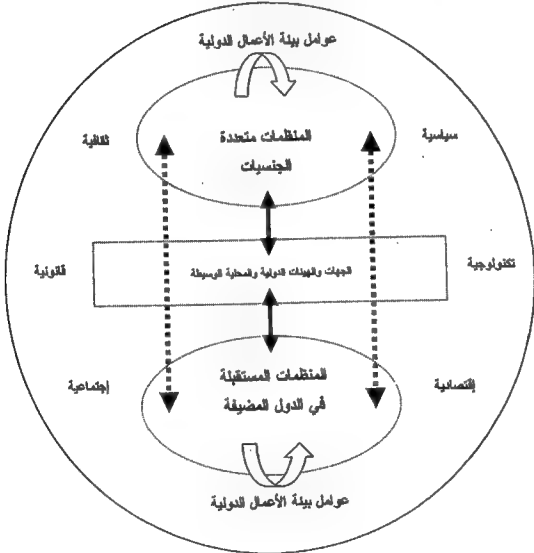 عوامل بيئة الأعمال الدولية
المنظمات متعددة
الجنسيات
سياسية
ثقافية
الجهات والهيئات الدولية والمحلية الوسيطة
تكنولوجية
قانونية
المنظمات المستقبلة
في الدول المضيفة
إقتصادية
إجتماعية
عوامل بيئة الأعمال الدولية